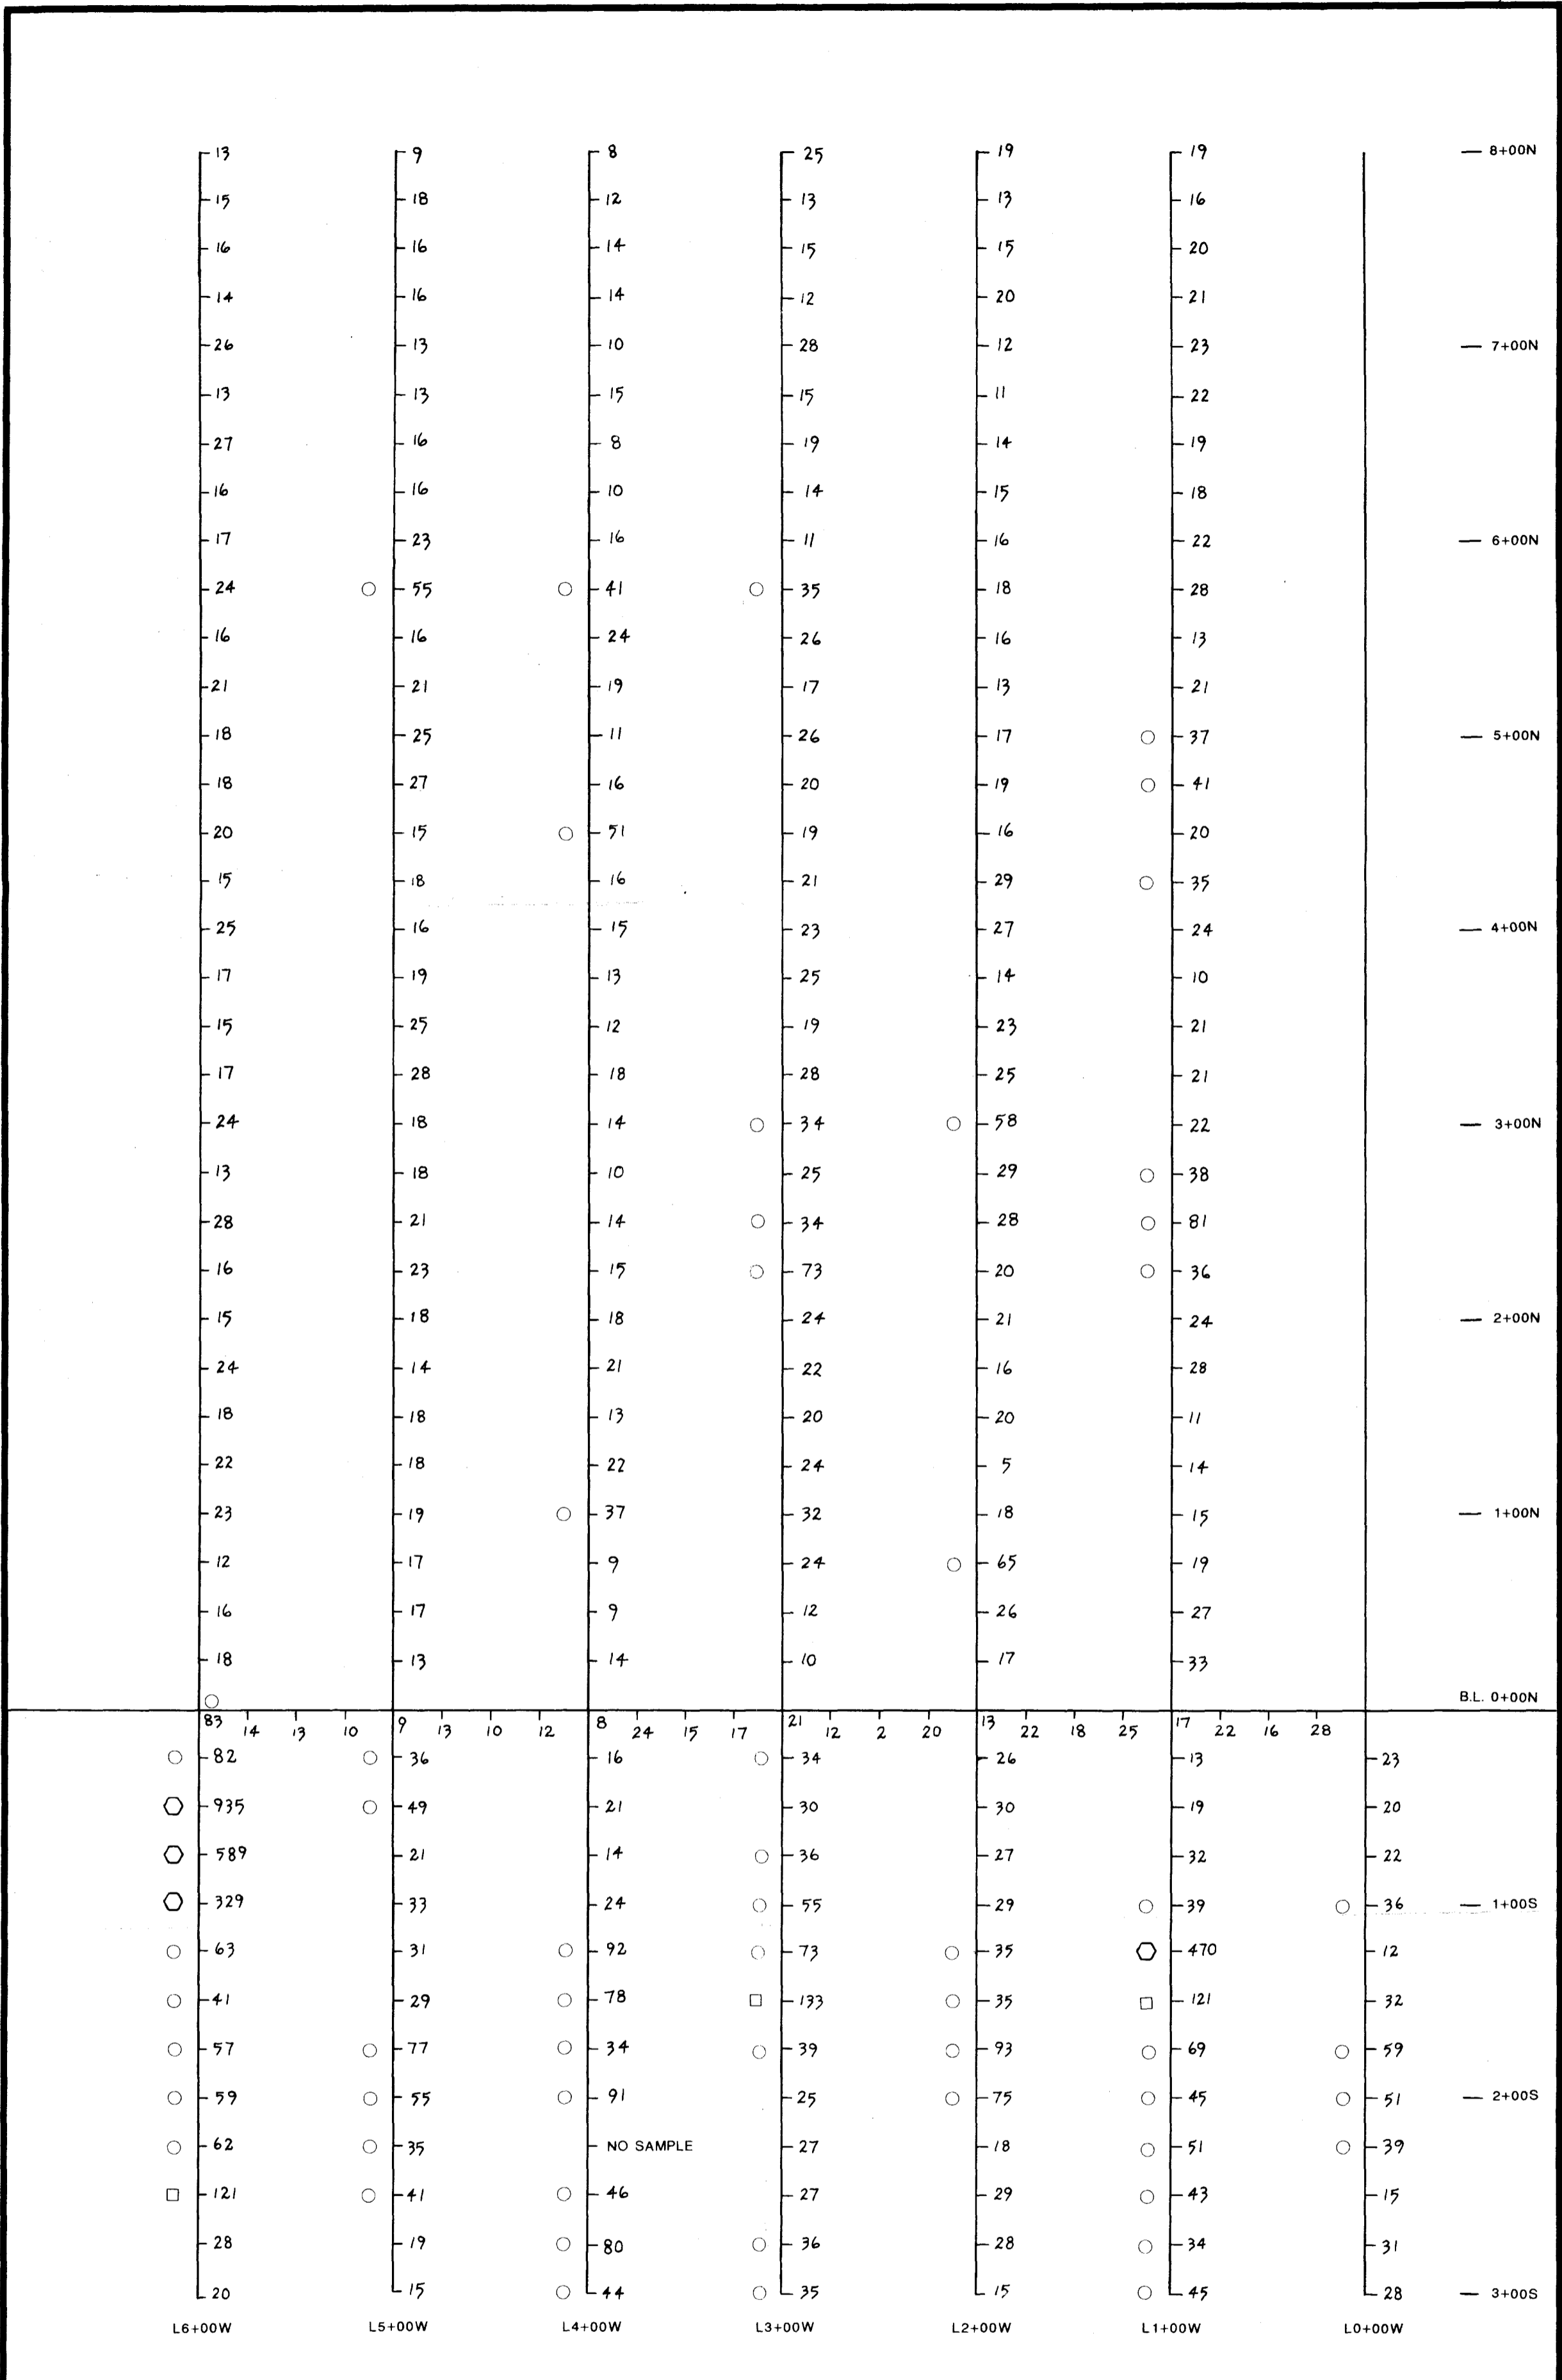 13 9 8 25 19 19 8+00N
15 18 12 13 13 16
16 16 14 15 15 20
14 16 14 12 20 21
26 13 10 28 12 23 7+00N
13 13 15 15 11 22
27 16 8 19 14 19
16 16 10 14 15 18
17 23 16 11 16 22 6+00N
24 55 41 35 18 28
16 16 24 26 16 13
21 21 19 17 13 21
18 25 11 26 17 37 5+00N
18 27 16 20 19 41
20 15 51 19 16 20
15 18 16 21 29 35
25 16 15 23 27 24 4+00N
17 19 13 25 14 10
15 25 12 19 23 21
17 28 18 28 25 21
24 18 14 34 58 22 3+00N
13 18 10 25 29 38
28 21 14 34 28 81
16 23 15 73 20 36
15 18 18 24 21 24 2+00N
24 14 21 22 16 28
18 18 13 20 20 11
22 18 22 24 5 14
23 19 37 32 18 15 1+00N
12 17 9 24 65 19
16 17 9 12 26 27
18 13 14 10 17 33
B.L. 0+00N
83 14 13 10 9 13 10 12 8 24 15 17 21 12 2 20 13 22 18 25 17 22 16 28
82 36 16 34 26 13 23
935 49 21 30 30 19 20
589 21 14 36 27 32 22
329 33 24 55 29 39 36 1+00S
63 31 92 73 35 470 12
41 29 78 133 35 121 32
57 77 34 39 93 69 59
59 55 91 25 75 45 51 2+00S
62 35 NO SAMPLE 27 18 51 39
121 41 46 27 29 43 15
28 19 80 36 28 34 31
20 15 44 35 15 45 28 3+00S
L6+00W L5+00W L4+00W L3+00W L2+00W L1+00W L0+00W